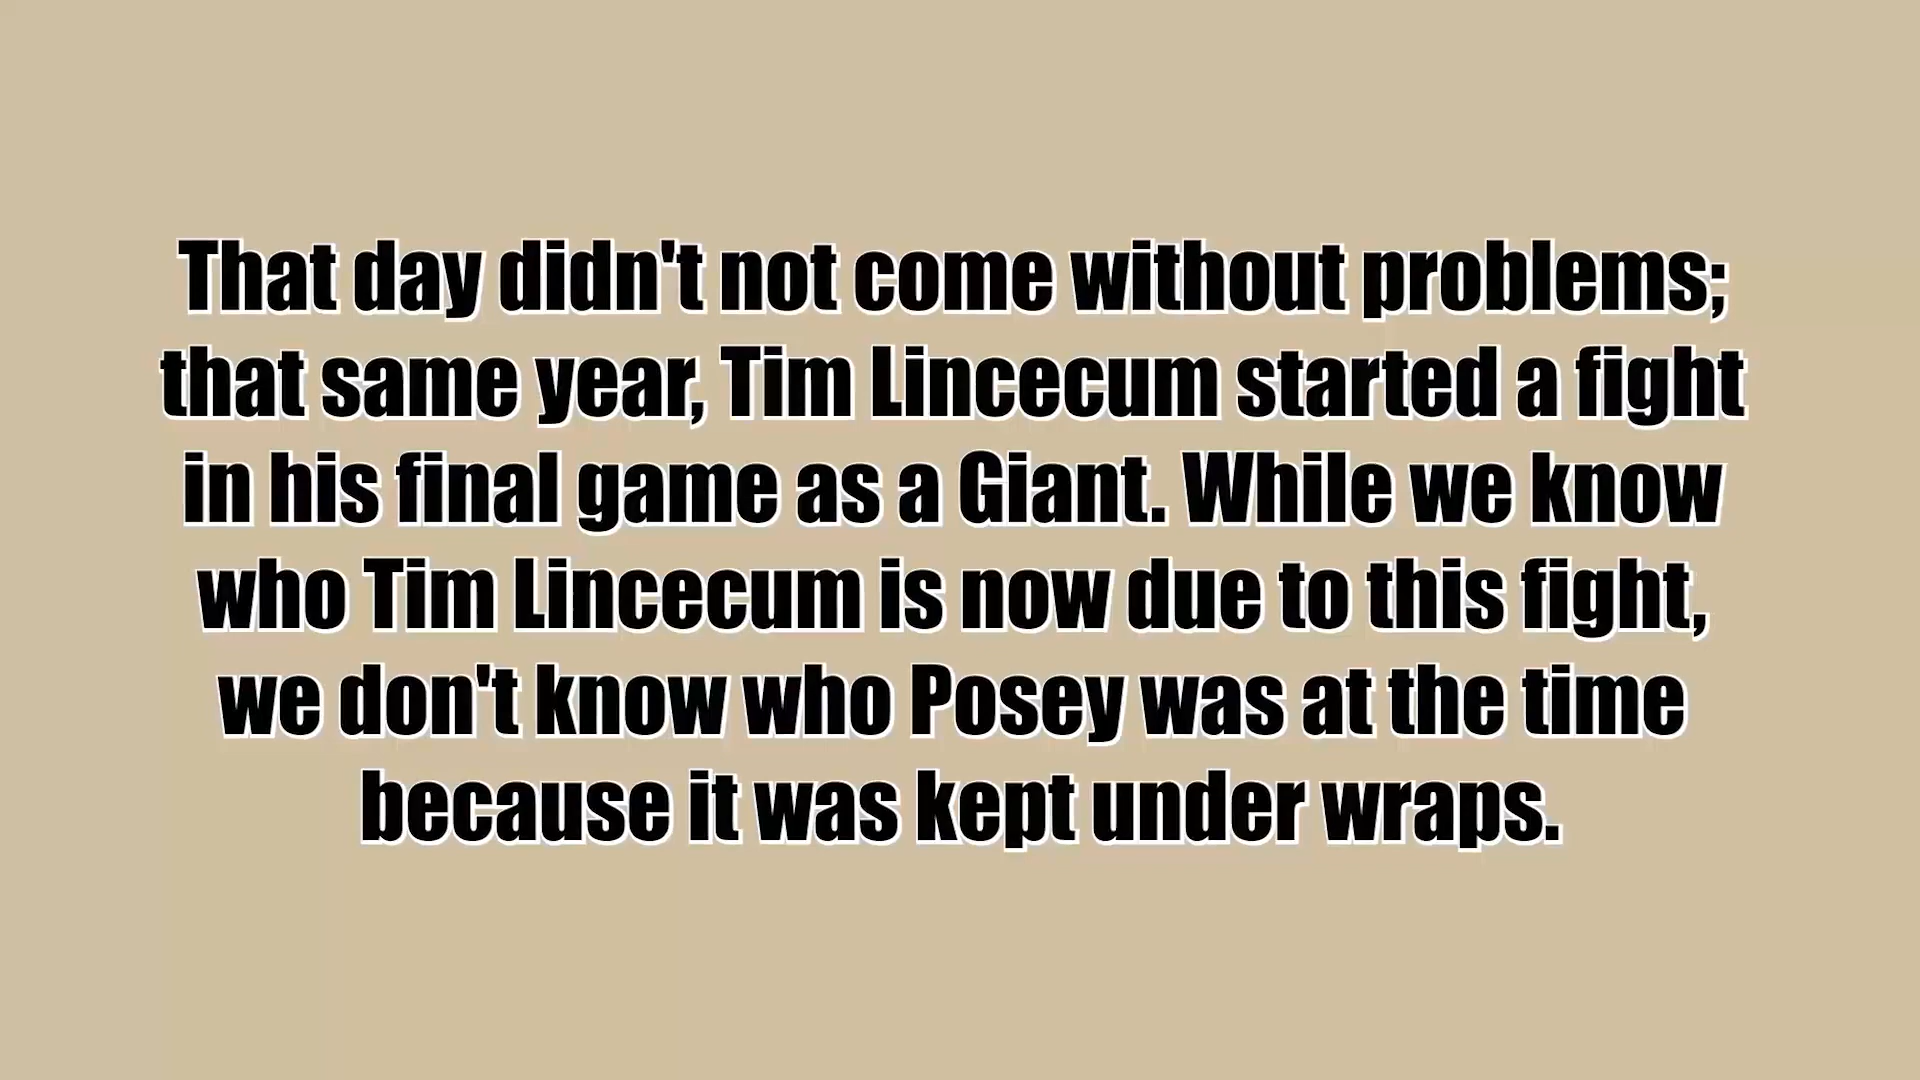 That day didn't not come without problems;
that same year, Tim Lincecum started a fight
in his final game as a Giant. While we know
who Tim Lincecum is now due to this fight,
we don't know who Posey was at the time
because it was kept under wraps.